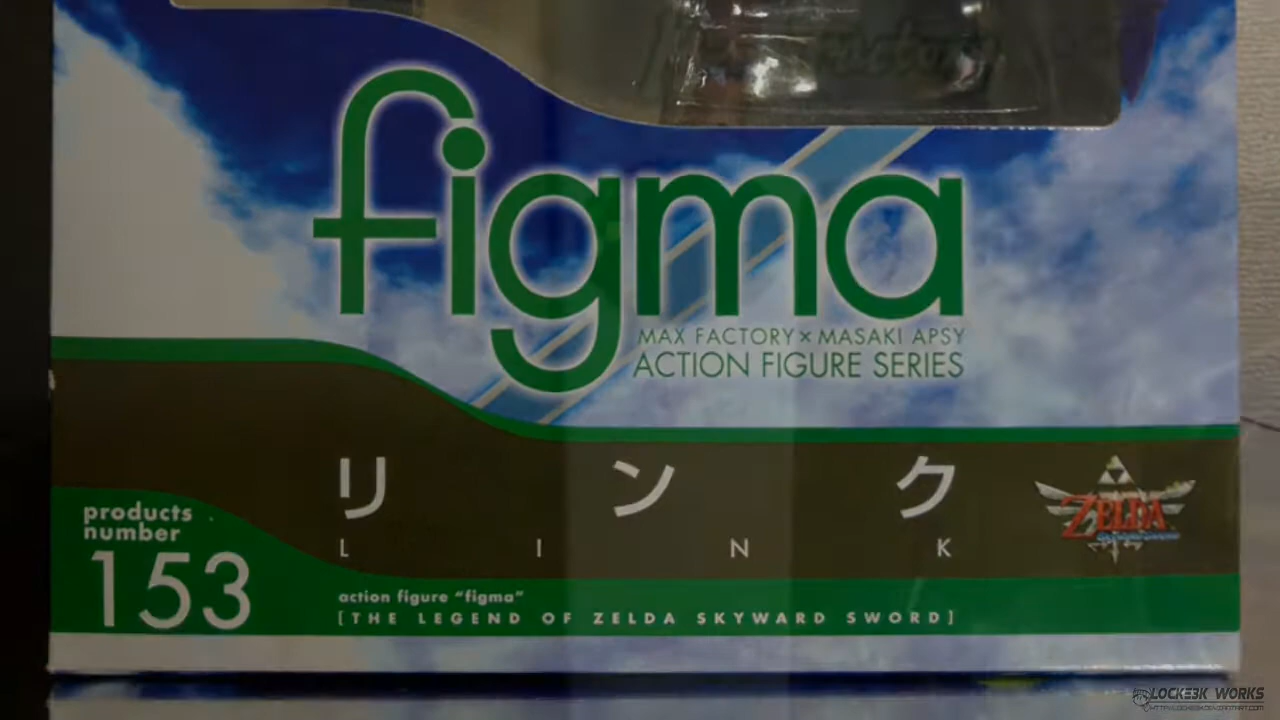 figma
MAX FACTORY × MASAKI APSY
ACTION FIGURE SERIES
リンク
LINK
ZELDA
products
number
153
action figure "figma"
[THE LEGEND OF ZELDA SKYWARD SWORD]
LOCKE3K WORKS